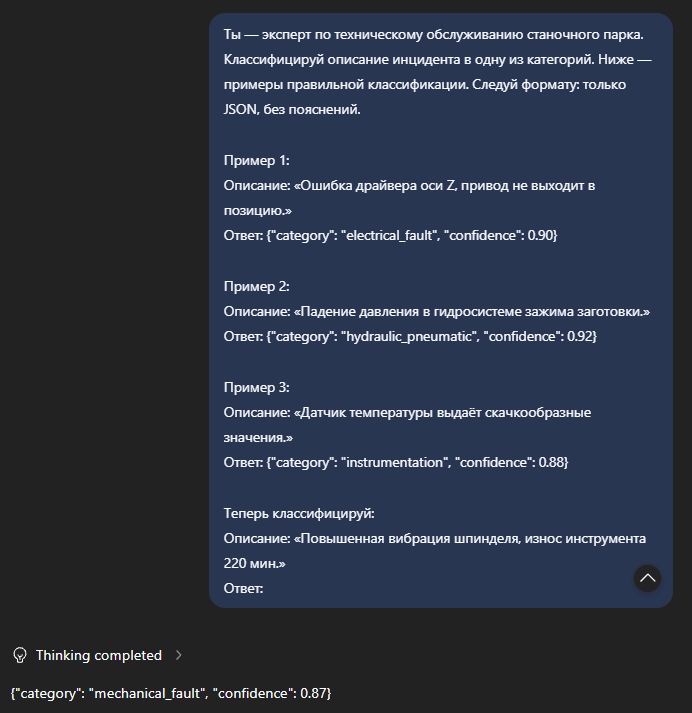 Ты — эксперт по техническому обслуживанию станочного парка.
Классифицируй описание инцидента в одну из категорий. Ниже —
примеры правильной классификации. Следуй формату: только
JSON, без пояснений.
Пример 1:
Описание: «Ошибка драйвера оси Z, привод не выходит в
позицию.»
Ответ: {"category": "electrical_fault", "confidence": 0.90}
Пример 2:
Описание: «Падение давления в гидросистеме зажима заготовки.»
Ответ: {"category": "hydraulic_pneumatic", "confidence": 0.92}
Пример 3:
Описание: «Датчик температуры выдаёт скачкообразные
значения.»
Ответ: {"category": "instrumentation", "confidence": 0.88}
Теперь классифицируй:
Описание: «Повышенная вибрация шпинделя, износ инструмента
220 мин.»
Ответ:
Thinking completed
{"category": "mechanical_fault", "confidence": 0.87}